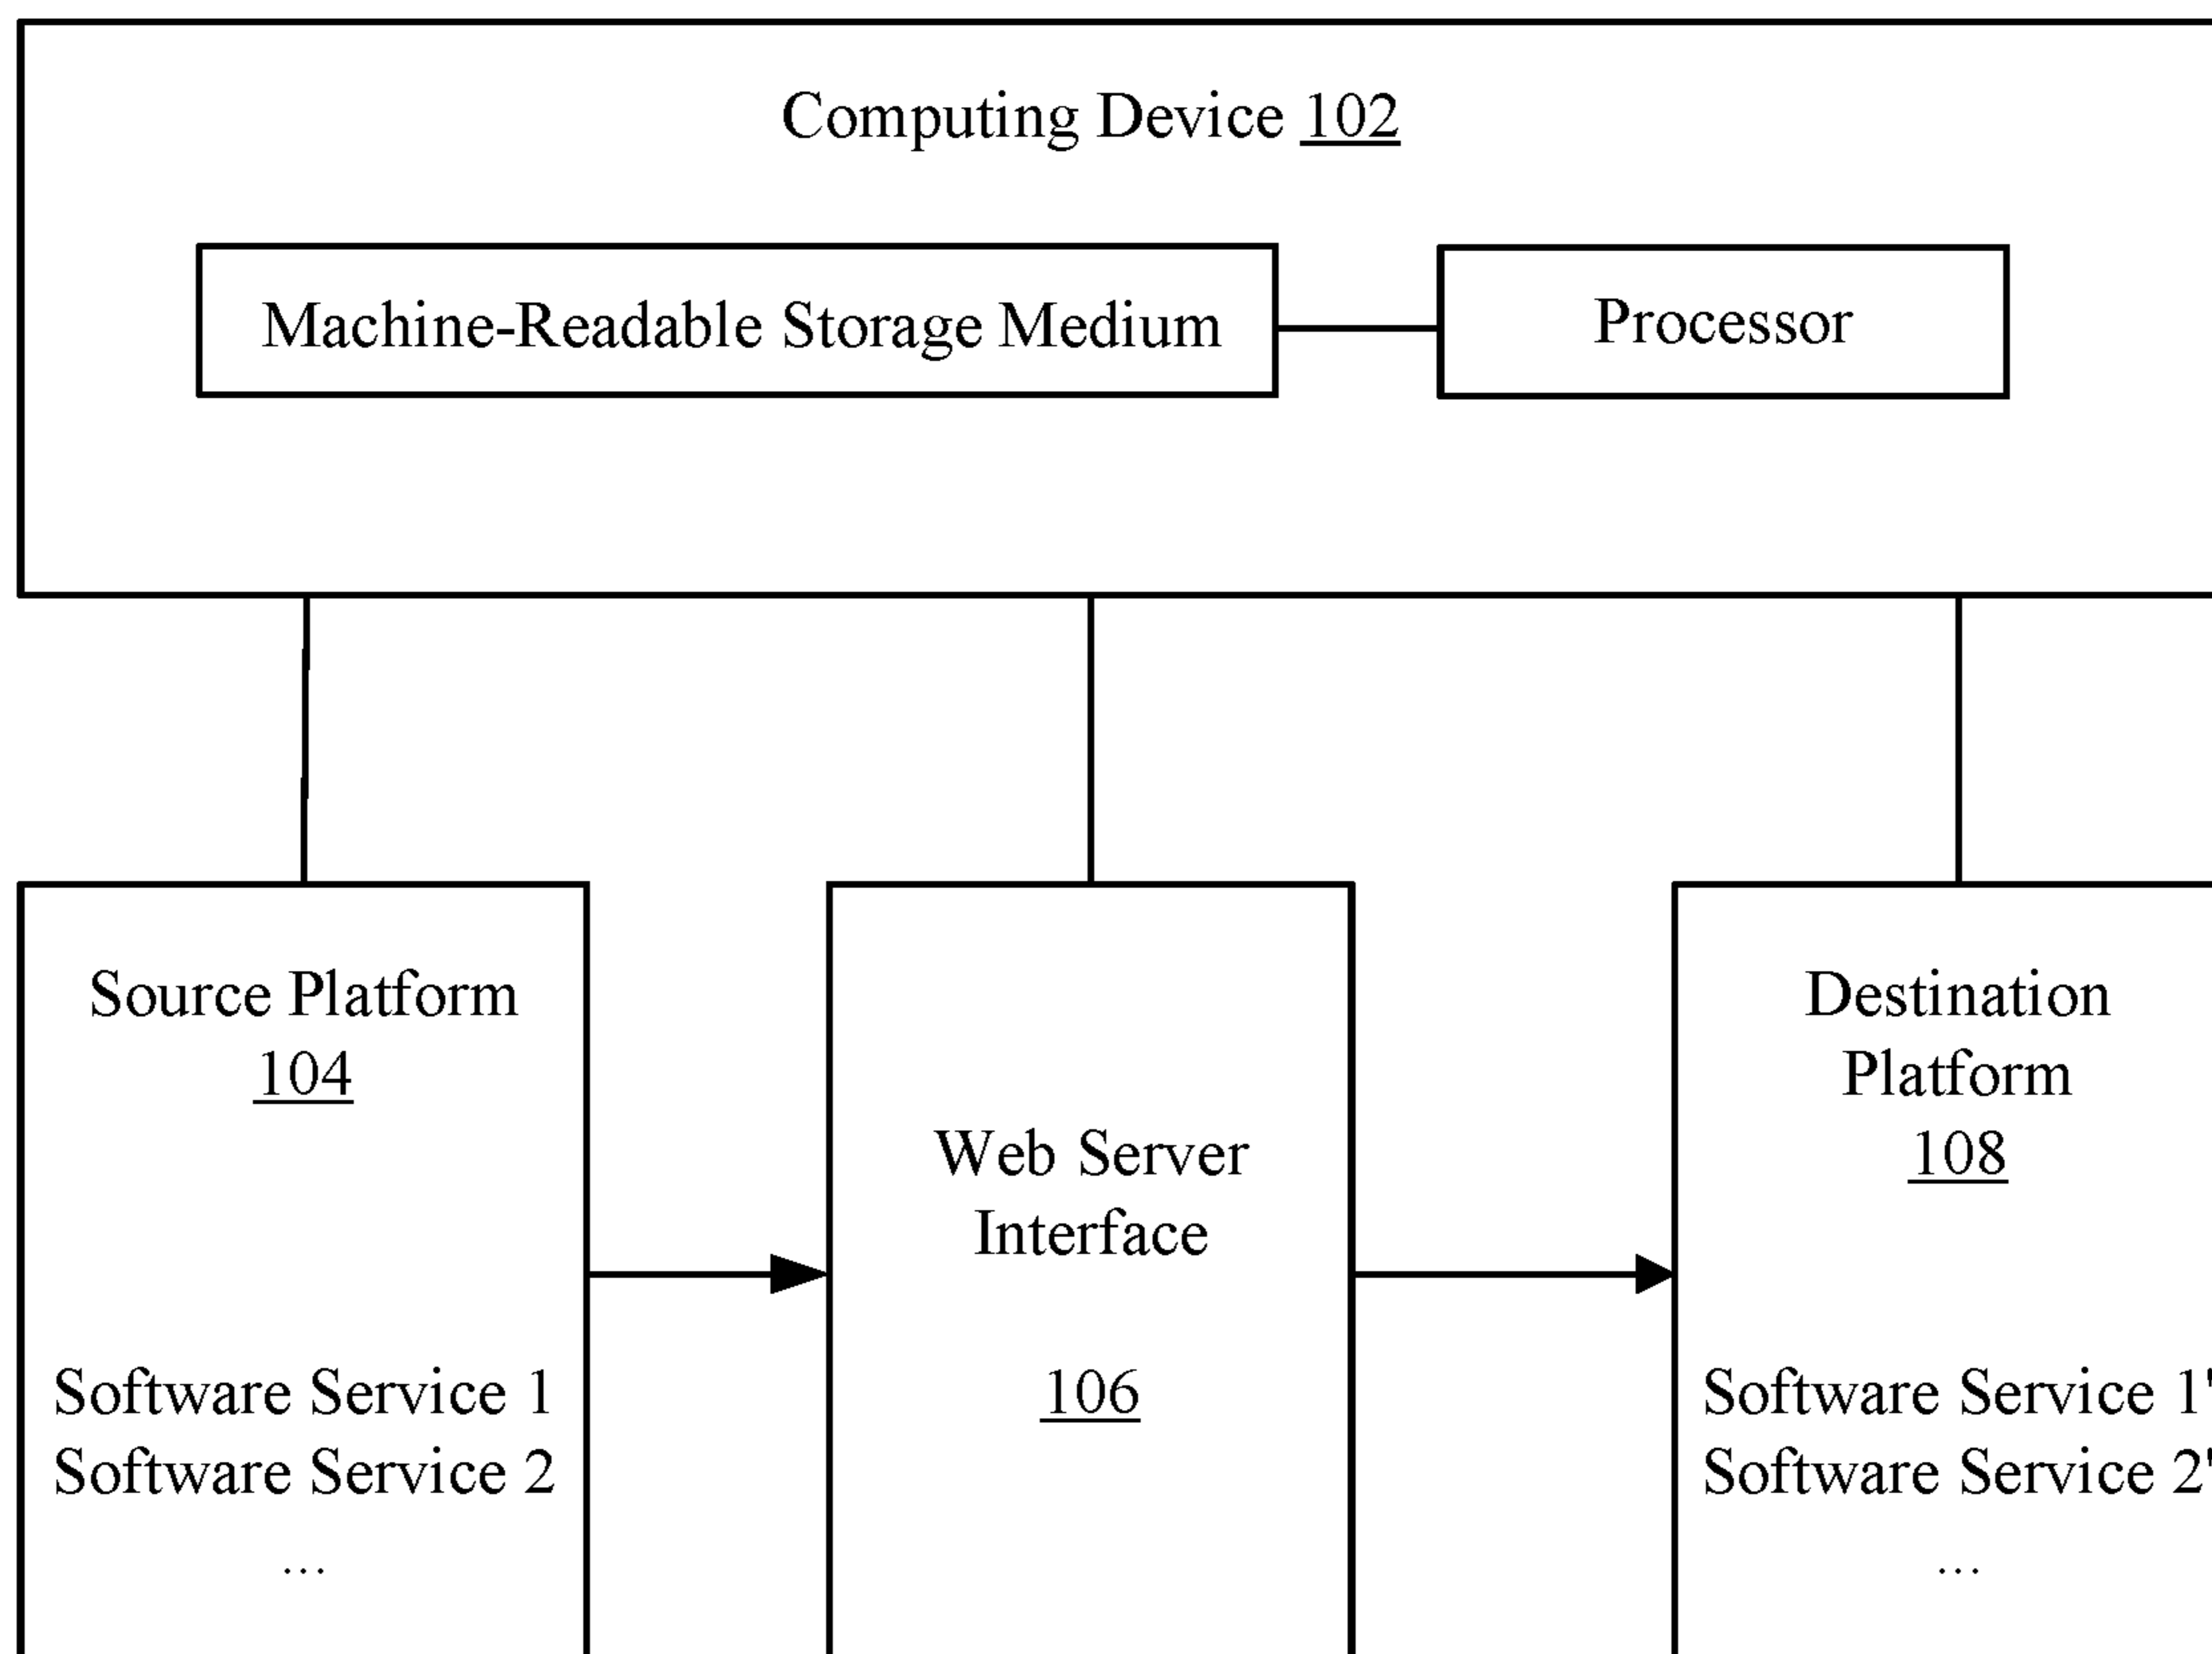 Computing Device 102
Machine-Readable Storage Medium
Processor
Source Platform
104
Software Service 1
Software Service 2
...
Web Server
Interface
106
Destination
Platform
108
Software Service 1'
Software Service 2'
...